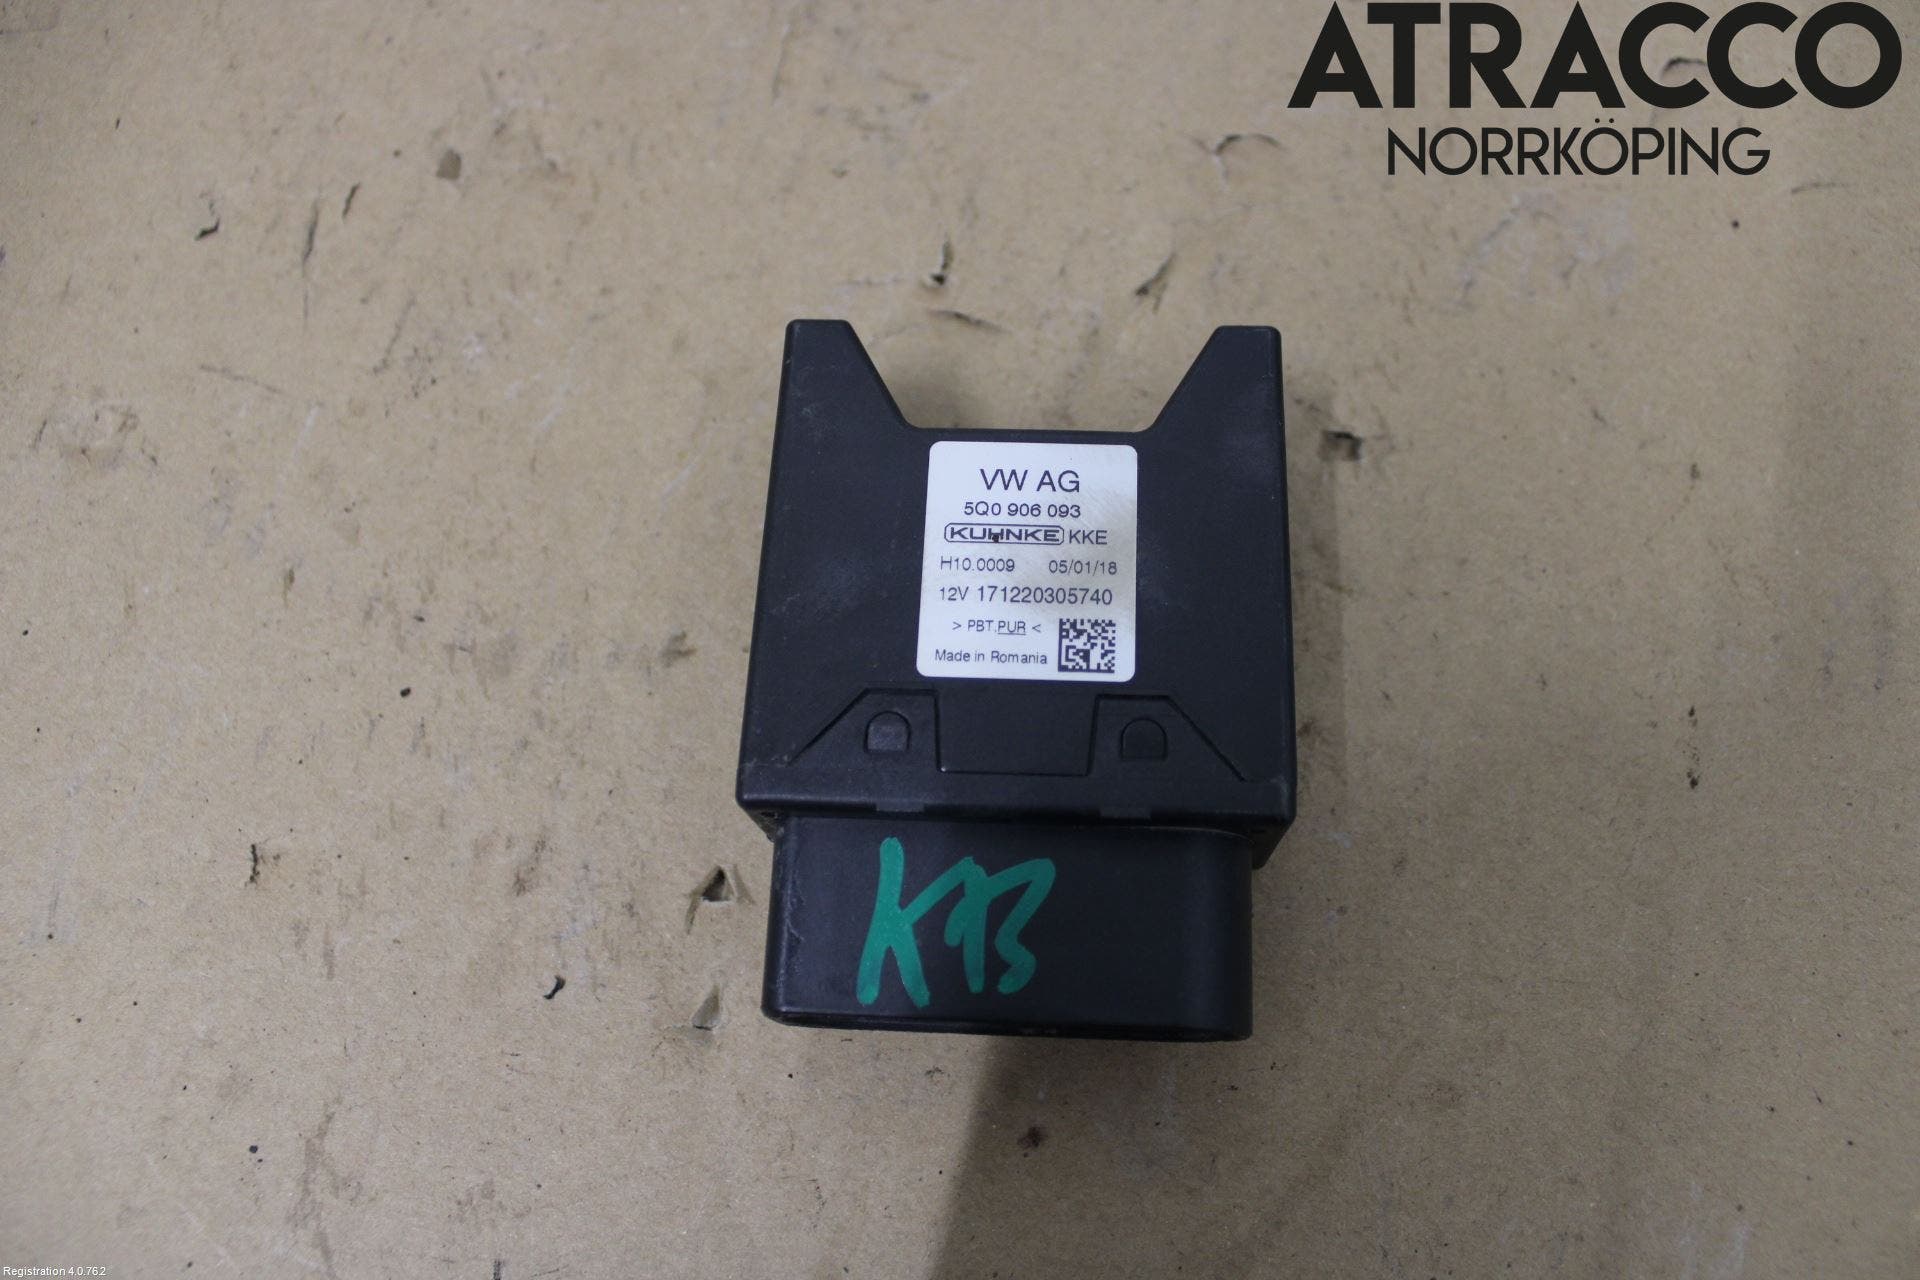 ATRACCO
NORRKÖPING
VW AG
5Q0 906 093
KUHNKE KKE
H10.0009 05/01/18
12V 171220305740
> PBT.PUR <
Made in Romania
Registration 4.0.762